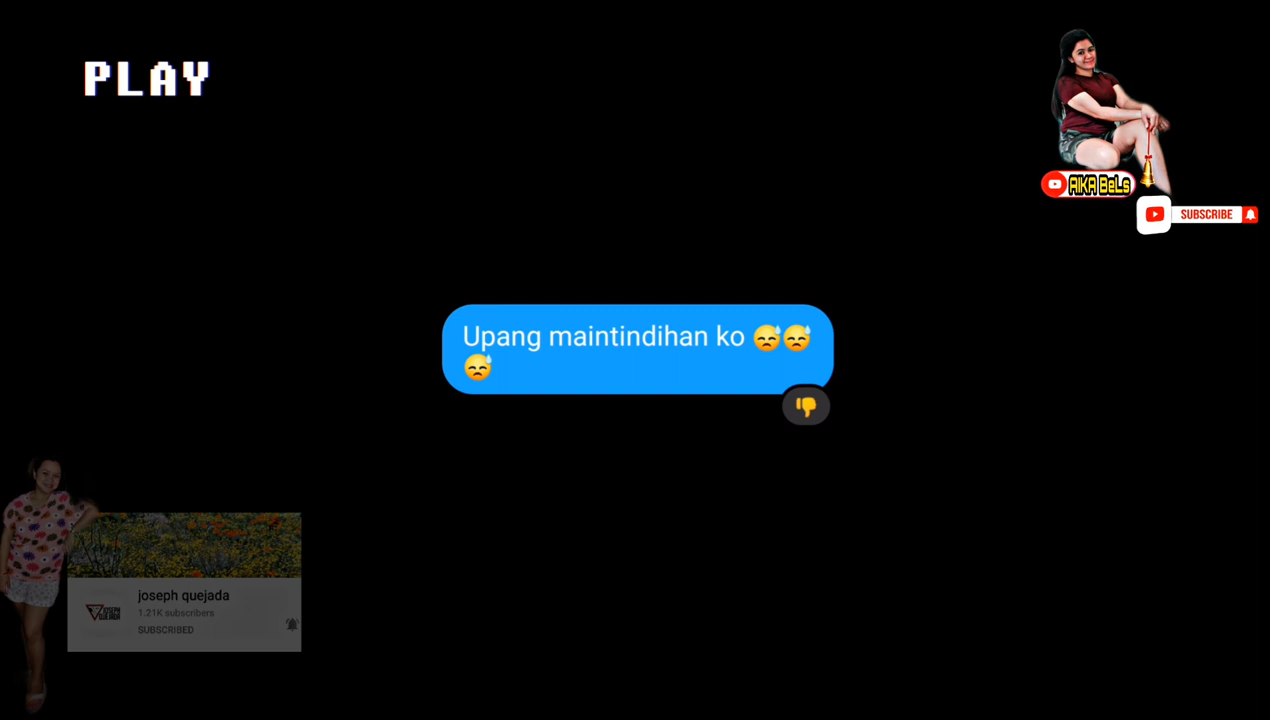 PLAY
AIKA BeLs
SUBSCRIBE
Upang maintindihan ko 😓😓
😓
joseph quejada
1.21K subscribers
SUBSCRIBED